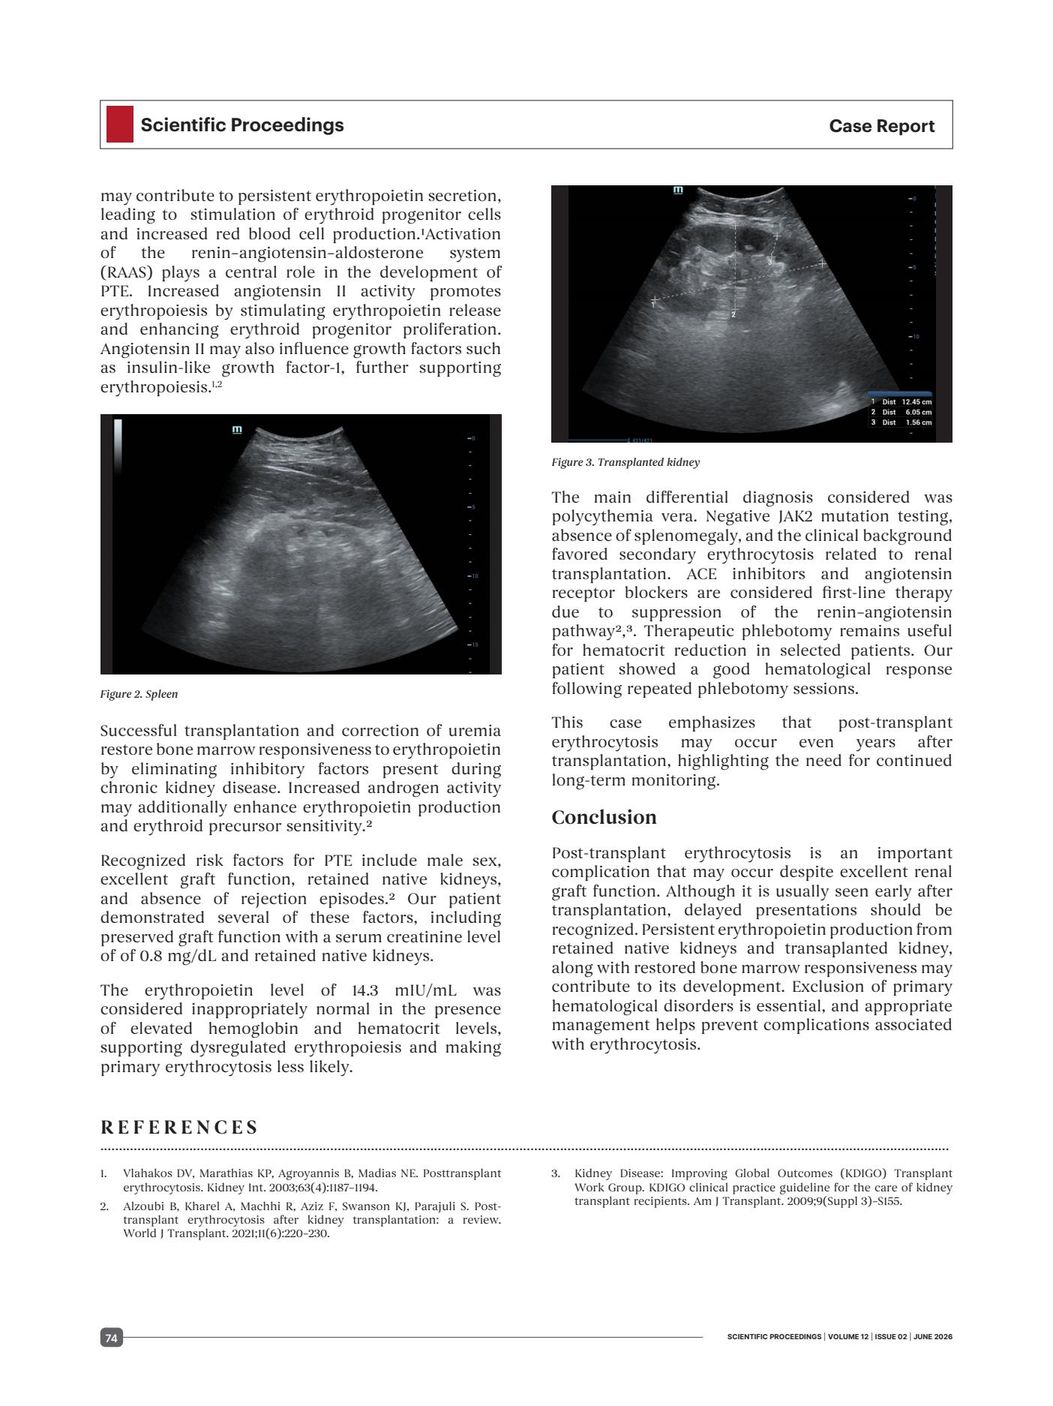 Scientific Proceedings
Case Report
may contribute to persistent erythropoietin secretion,
leading to stimulation of erythroid progenitor cells
and increased red blood cell production.¹Activation
of the renin–angiotensin–aldosterone system
(RAAS) plays a central role in the development of
PTE. Increased angiotensin II activity promotes
erythropoiesis by stimulating erythropoietin release
and enhancing erythroid progenitor proliferation.
Angiotensin II may also influence growth factors such
as insulin-like growth factor-1, further supporting
erythropoiesis.¹,²
m
0
5
10
15
Figure 2. Spleen
Successful transplantation and correction of uremia
restore bone marrow responsiveness to erythropoietin
by eliminating inhibitory factors present during
chronic kidney disease. Increased androgen activity
may additionally enhance erythropoietin production
and erythroid precursor sensitivity.²
Recognized risk factors for PTE include male sex,
excellent graft function, retained native kidneys,
and absence of rejection episodes.² Our patient
demonstrated several of these factors, including
preserved graft function with a serum creatinine level
of of 0.8 mg/dL and retained native kidneys.
The erythropoietin level of 14.3 mIU/mL was
considered inappropriately normal in the presence
of elevated hemoglobin and hematocrit levels,
supporting dysregulated erythropoiesis and making
primary erythrocytosis less likely.
m
0
5
10
1
2
3
1 Dist 12.45 cm
2 Dist 6.05 cm
3 Dist 1.56 cm
Figure 3. Transplanted kidney
The main differential diagnosis considered was
polycythemia vera. Negative JAK2 mutation testing,
absence of splenomegaly, and the clinical background
favored secondary erythrocytosis related to renal
transplantation. ACE inhibitors and angiotensin
receptor blockers are considered first-line therapy
due to suppression of the renin–angiotensin
pathway²,³. Therapeutic phlebotomy remains useful
for hematocrit reduction in selected patients. Our
patient showed a good hematological response
following repeated phlebotomy sessions.
This case emphasizes that post-transplant
erythrocytosis may occur even years after
transplantation, highlighting the need for continued
long-term monitoring.
Conclusion
Post-transplant erythrocytosis is an important
complication that may occur despite excellent renal
graft function. Although it is usually seen early after
transplantation, delayed presentations should be
recognized. Persistent erythropoietin production from
retained native kidneys and transaplanted kidney,
along with restored bone marrow responsiveness may
contribute to its development. Exclusion of primary
hematological disorders is essential, and appropriate
management helps prevent complications associated
with erythrocytosis.
REFERENCES
1. Vlahakos DV, Marathias KP, Agroyannis B, Madias NE. Posttransplant
erythrocytosis. Kidney Int. 2003;63(4):1187–1194.
2. Alzoubi B, Kharel A, Machhi R, Aziz F, Swanson KJ, Parajuli S. Post-
transplant erythrocytosis after kidney transplantation: a review.
World J Transplant. 2021;11(6):220–230.
3. Kidney Disease: Improving Global Outcomes (KDIGO) Transplant
Work Group. KDIGO clinical practice guideline for the care of kidney
transplant recipients. Am J Transplant. 2009;9(Suppl 3)–S155.
74
SCIENTIFIC PROCEEDINGS | VOLUME 12 | ISSUE 02 | JUNE 2026